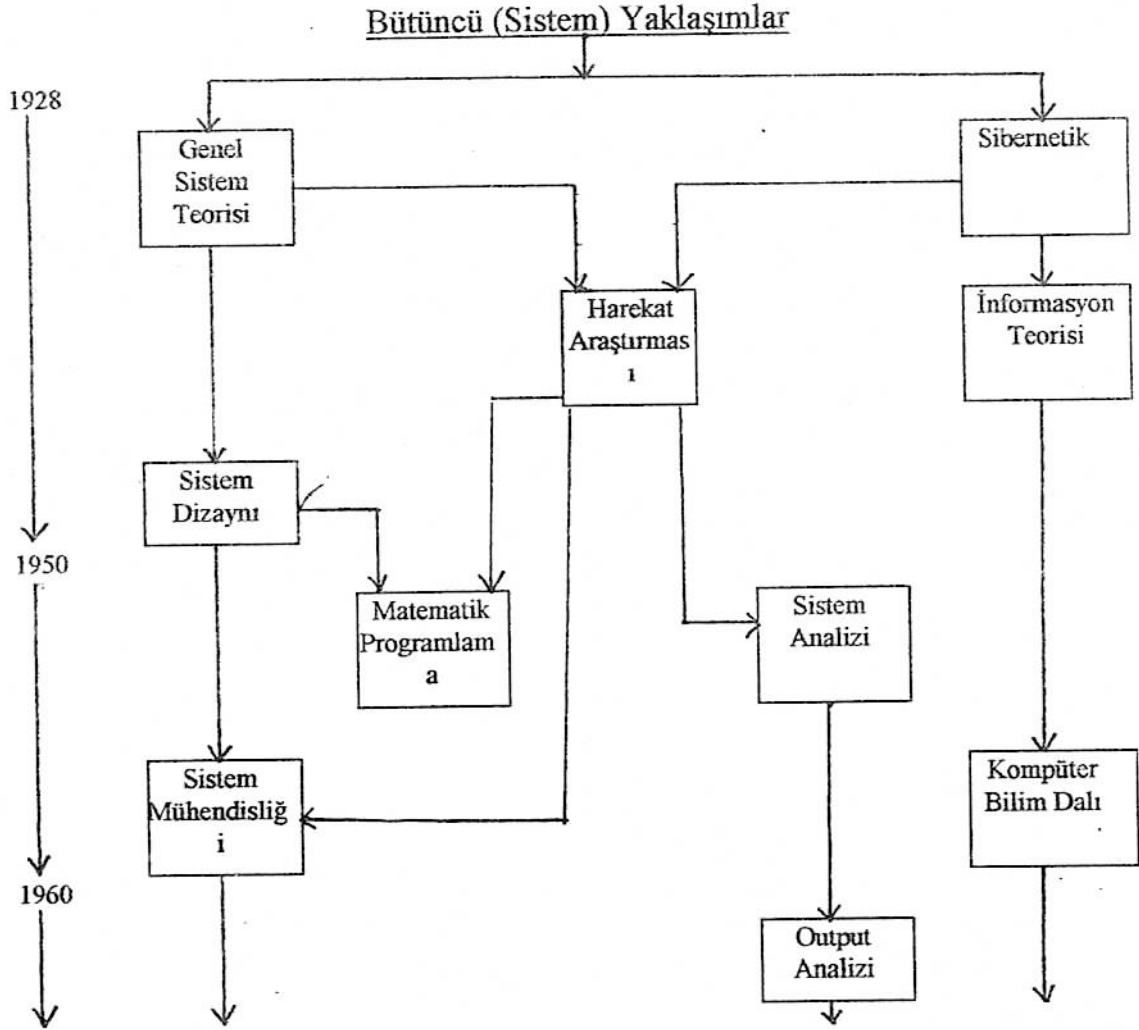 Bütüncü (Sistem) Yaklaşımlar
1928
Genel
Sistem
Teorisi
Sibernetik
Harekat
Araştırmas
ı
İnformasyon
Teorisi
Sistem
Dizaynı
1950
Matematik
Programlam
a
Sistem
Analizi
Sistem
Mühendisliğ
i
Kompüter
Bilim Dalı
1960
Output
Analizi